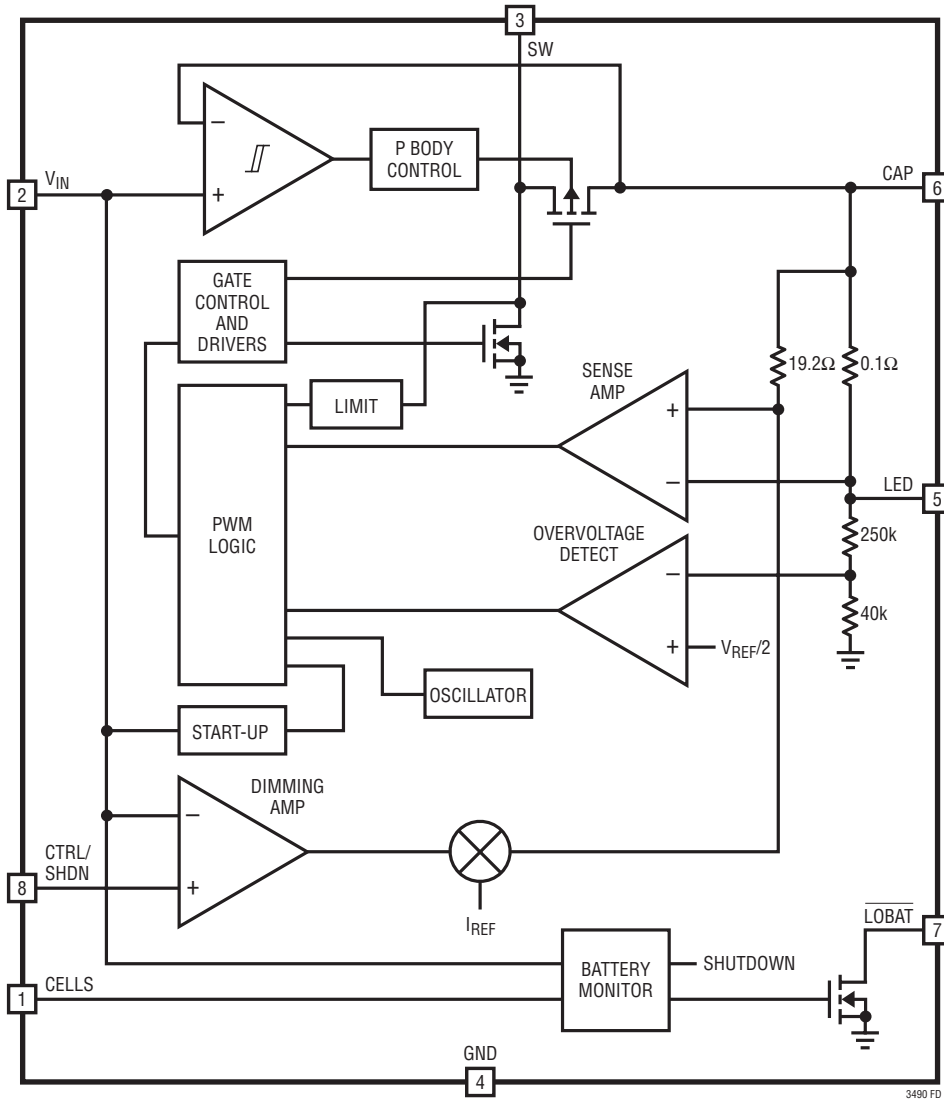 3
SW
−
+
P BODY
CONTROL
2
VIN
CAP
6
GATE
CONTROL
AND
DRIVERS
19.2Ω
0.1Ω
LIMIT
SENSE
AMP
+
−
LED
5
PWM
LOGIC
OVERVOLTAGE
DETECT
−
+
VREF/2
250k
40k
OSCILLATOR
START-UP
DIMMING
AMP
−
+
CTRL/
SHDN
8
IREF
LOBAT
7
BATTERY
MONITOR
SHUTDOWN
CELLS
1
GND
4
3490 FD